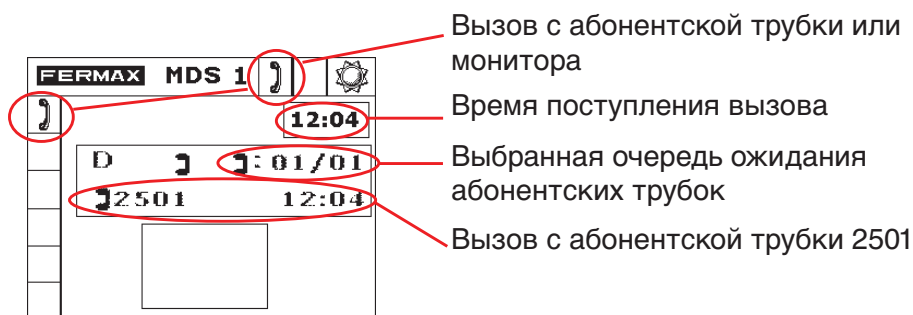 Вызов с абонентской трубки или
монитора
FERMAX MDS 1
12:04
Время поступления вызова
D :01/01
Выбранная очередь ожидания
абонентских трубок
2501 12:04
Вызов с абонентской трубки 2501